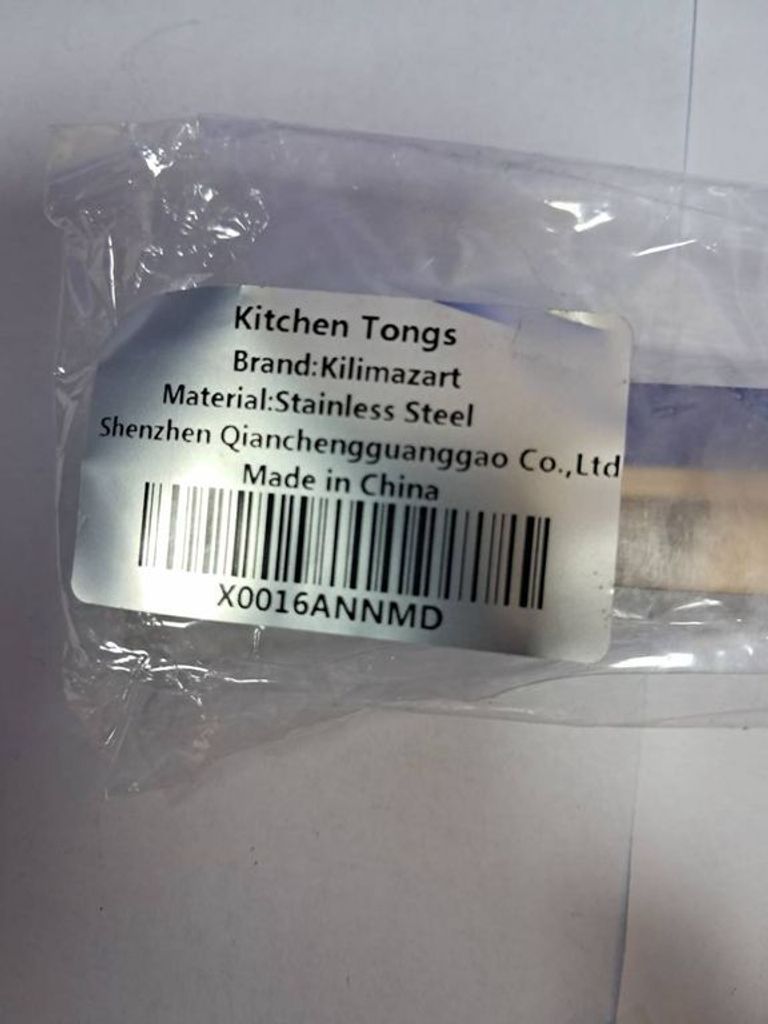 Kitchen Tongs
Brand:Kilimazart
Material:Stainless Steel
Shenzhen Qianchengguanggao Co.,Ltd
Made in China
X0016ANNMD